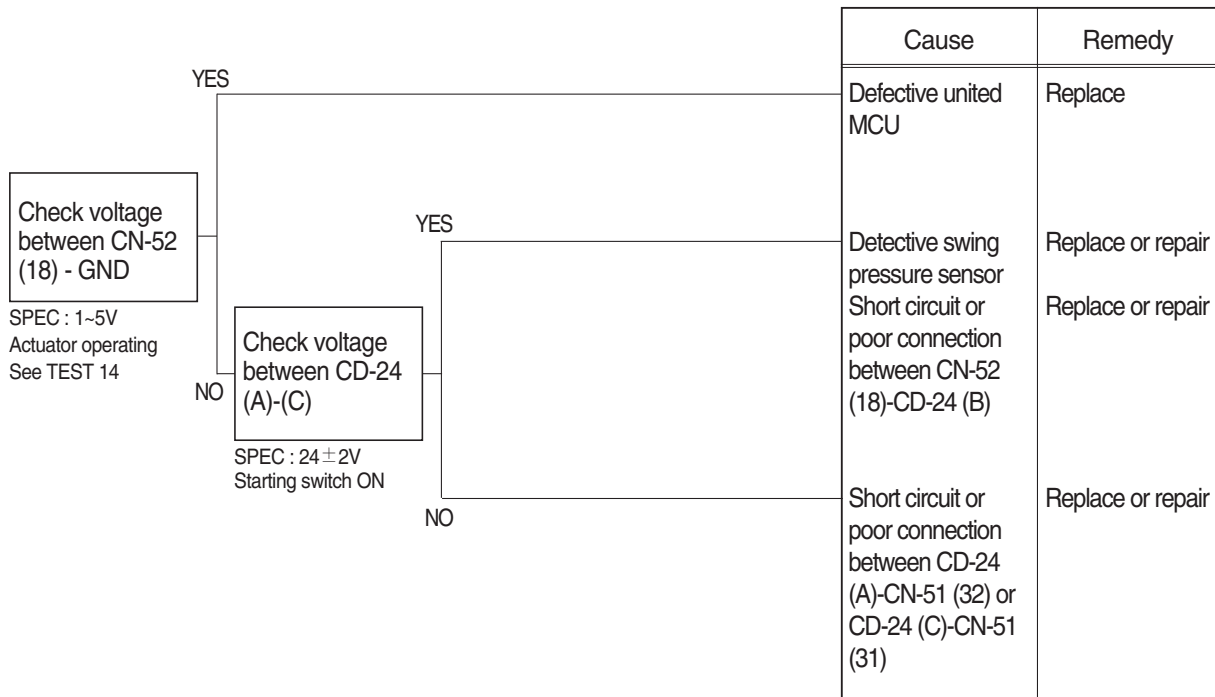 Cause
Remedy
YES
Defective united
MCU
Replace
Check voltage
between CN-52
(18) - GND
SPEC : 1~5V
Actuator operating
See TEST 14
YES
Detective swing
pressure sensor
Replace or repair
Short circuit or
poor connection
between CN-52
(18)-CD-24 (B)
Replace or repair
NO
Check voltage
between CD-24
(A)-(C)
SPEC : 24±2V
Starting switch ON
NO
Short circuit or
poor connection
between CD-24
(A)-CN-51 (32) or
CD-24 (C)-CN-51
(31)
Replace or repair